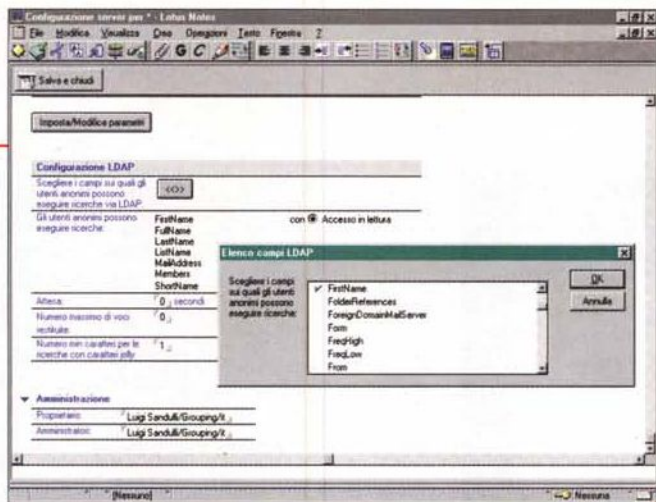 Configurazione server per * - Lotus Notes
File Modifica Visualizza Crea Operazioni Testo Finestra ?
G C
Salva e chiudi
Imposta/Modifica parametri
Configurazione LDAP
Scegliere i campi sui quali gli utenti anonimi possono eseguire ricerche via LDAP:
<O>
Gli utenti anonimi possono eseguire ricerche:
FirstName
FullName
LastName
ListName
MailAddress
Members
ShortName
con Accesso in lettura
Attesa: 0 secondi
Numero massimo di voci restituite: 0
Numero min caratteri per le ricerche con caratteri jolly: 1
Elenco campi LDAP
Scegliere i campi sui quali gli utenti anonimi possono eseguire ricerche:
FirstName
FolderReferences
ForeignDomainMailServer
Form
FreqHigh
FreqLow
From
OK
Annulla
Amministrazione
Proprietario: Luigi Sandulli/Grouping/it
Amministratori: Luigi Sandulli/Grouping/it
[Nessuno]
Nessuna